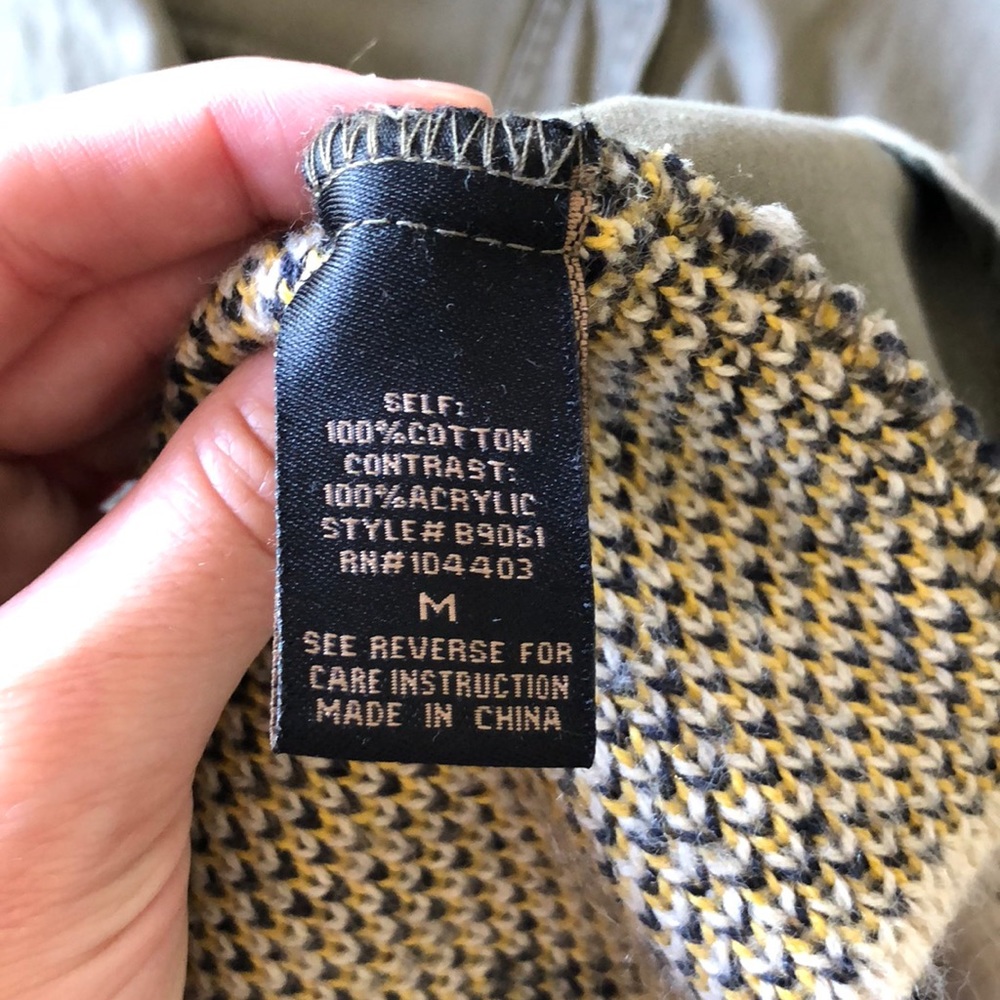 SELF:
100%COTTON
CONTRAST:
100%ACRYLIC
STYLE# B9061
RN#104403
M
SEE REVERSE FOR
CARE INSTRUCTION
MADE IN CHINA